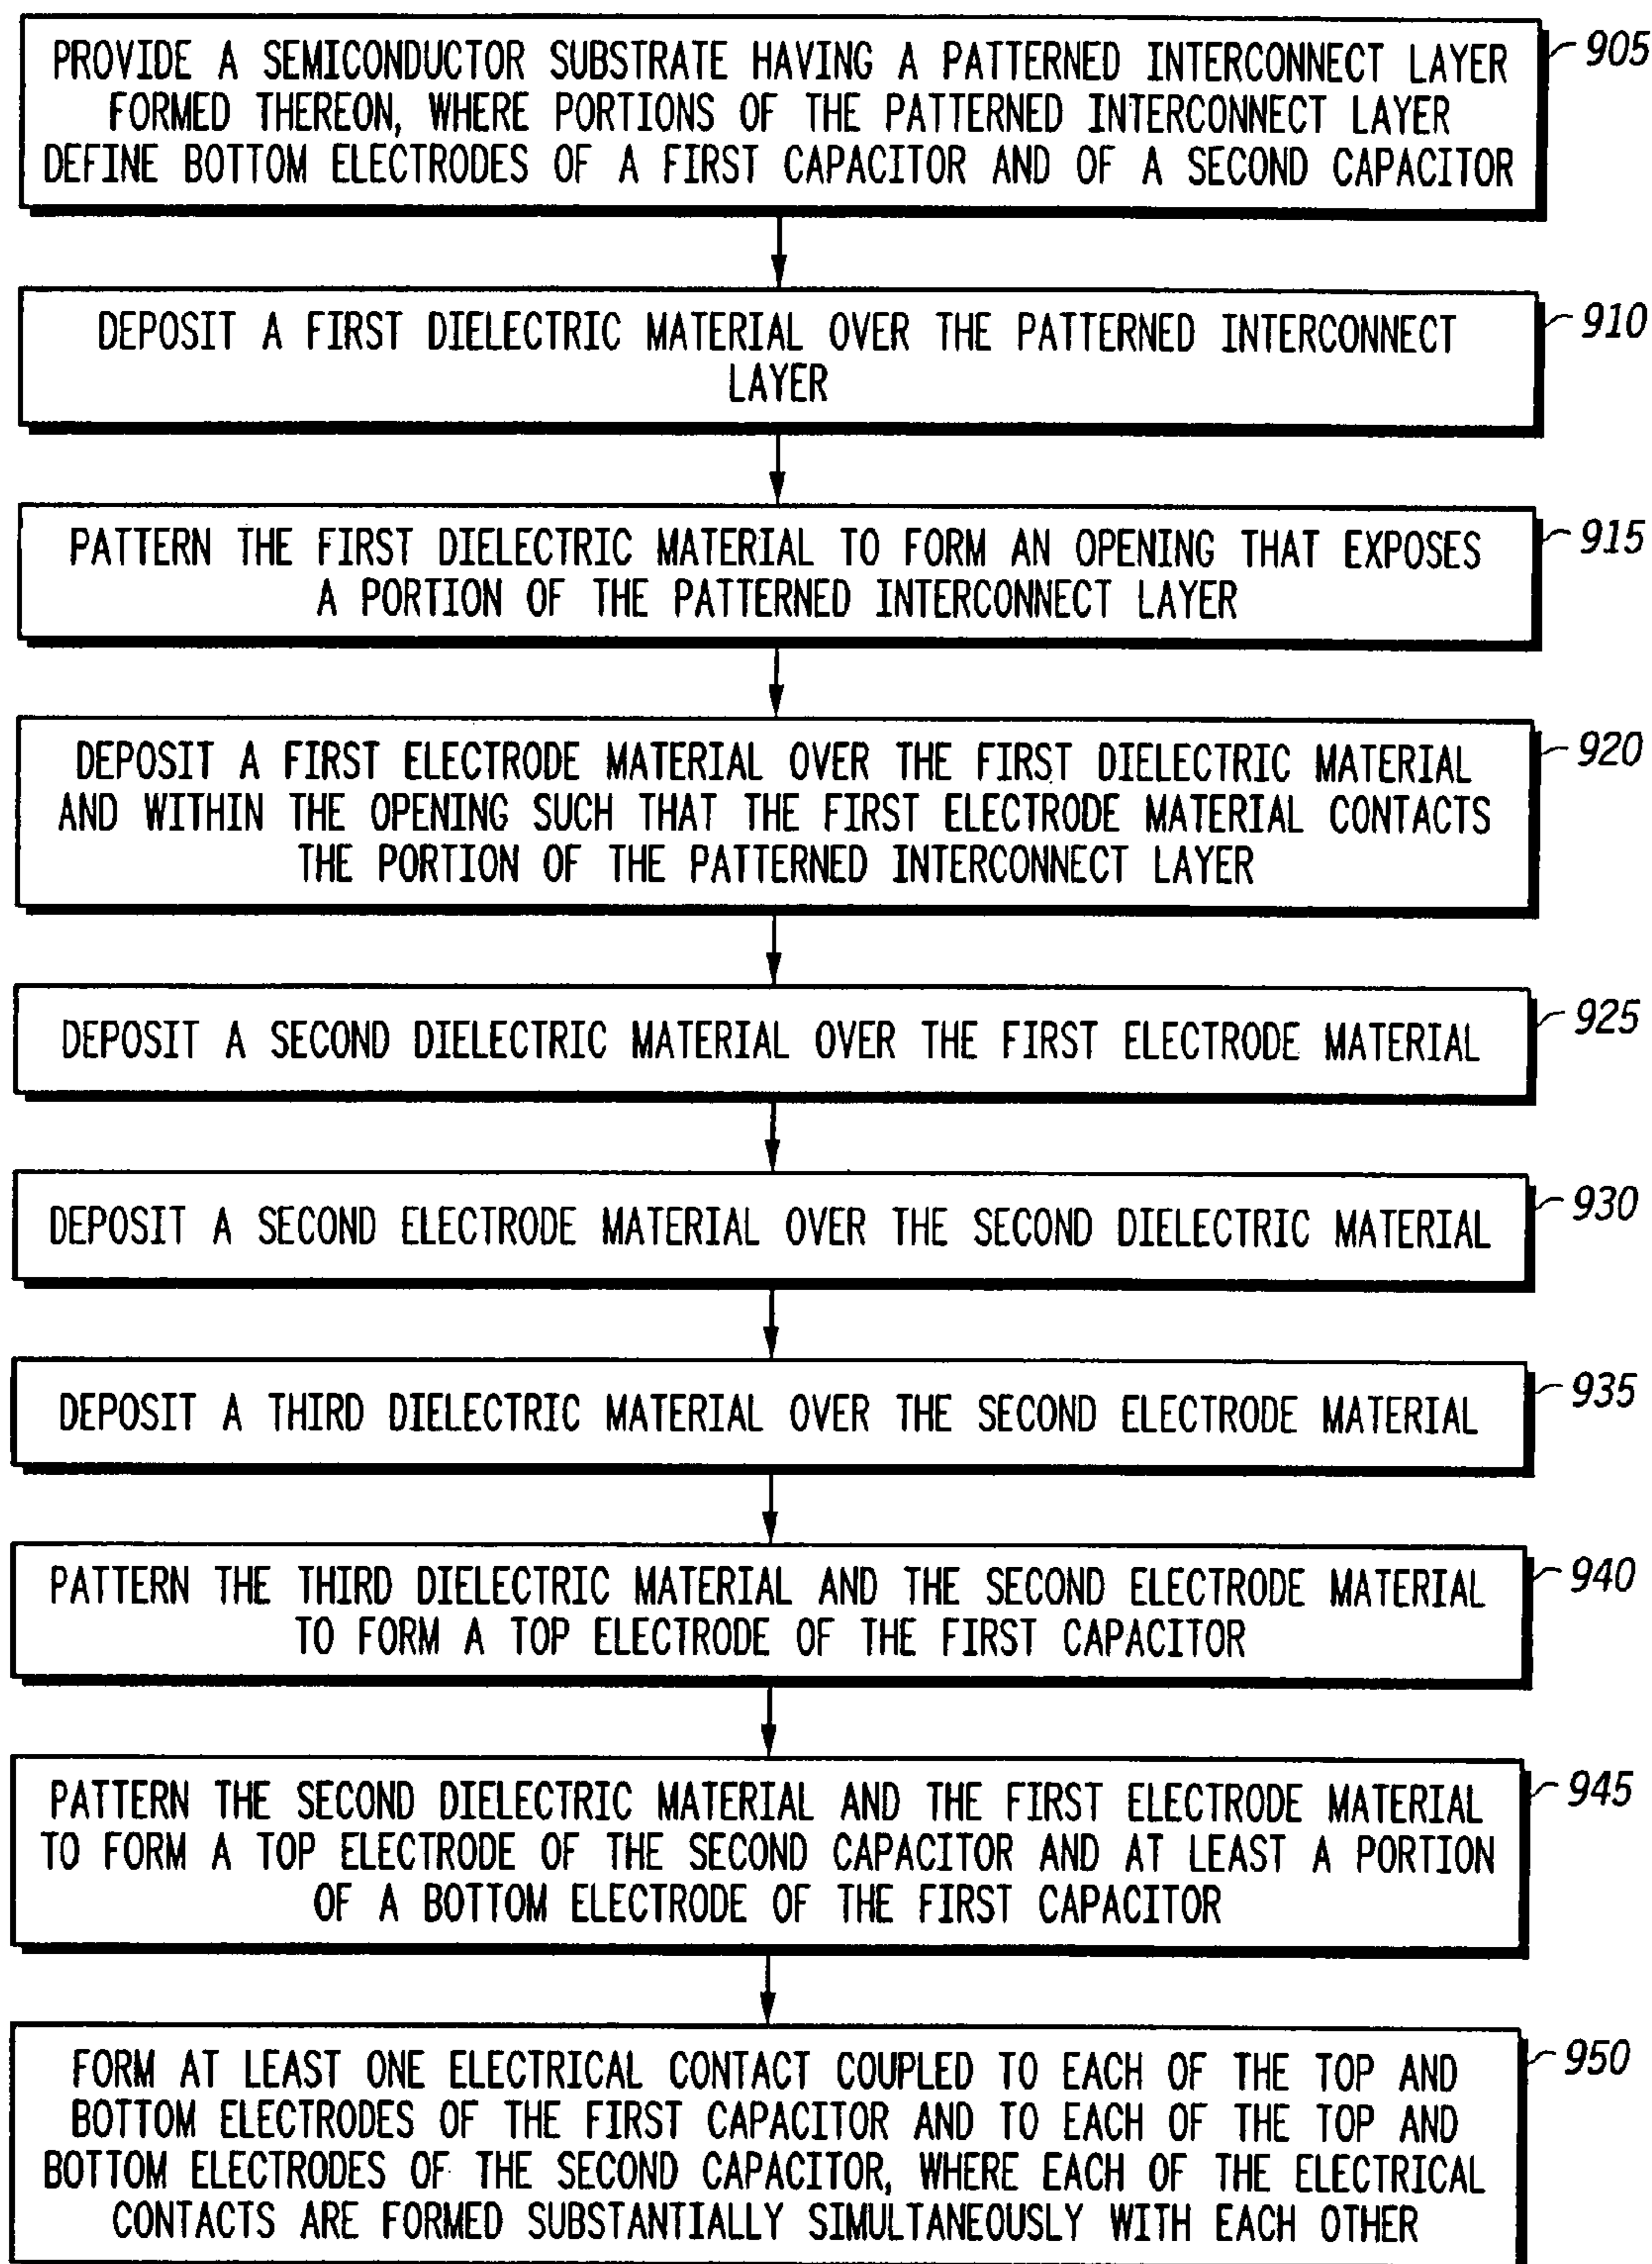 PROVIDE A SEMICONDUCTOR SUBSTRATE HAVING A PATTERNED INTERCONNECT LAYER
FORMED THEREON, WHERE PORTIONS OF THE PATTERNED INTERCONNECT LAYER
DEFINE BOTTOM ELECTRODES OF A FIRST CAPACITOR AND OF A SECOND CAPACITOR
905
DEPOSIT A FIRST DIELECTRIC MATERIAL OVER THE PATTERNED INTERCONNECT
LAYER
910
PATTERN THE FIRST DIELECTRIC MATERIAL TO FORM AN OPENING THAT EXPOSES
A PORTION OF THE PATTERNED INTERCONNECT LAYER
915
DEPOSIT A FIRST ELECTRODE MATERIAL OVER THE FIRST DIELECTRIC MATERIAL
AND WITHIN THE OPENING SUCH THAT THE FIRST ELECTRODE MATERIAL CONTACTS
THE PORTION OF THE PATTERNED INTERCONNECT LAYER
920
DEPOSIT A SECOND DIELECTRIC MATERIAL OVER THE FIRST ELECTRODE MATERIAL
925
DEPOSIT A SECOND ELECTRODE MATERIAL OVER THE SECOND DIELECTRIC MATERIAL
930
DEPOSIT A THIRD DIELECTRIC MATERIAL OVER THE SECOND ELECTRODE MATERIAL
935
PATTERN THE THIRD DIELECTRIC MATERIAL AND THE SECOND ELECTRODE MATERIAL
TO FORM A TOP ELECTRODE OF THE FIRST CAPACITOR
940
PATTERN THE SECOND DIELECTRIC MATERIAL AND THE FIRST ELECTRODE MATERIAL
TO FORM A TOP ELECTRODE OF THE SECOND CAPACITOR AND AT LEAST A PORTION
OF A BOTTOM ELECTRODE OF THE FIRST CAPACITOR
945
FORM AT LEAST ONE ELECTRICAL CONTACT COUPLED TO EACH OF THE TOP AND
BOTTOM ELECTRODES OF THE FIRST CAPACITOR AND TO EACH OF THE TOP AND
BOTTOM ELECTRODES OF THE SECOND CAPACITOR, WHERE EACH OF THE ELECTRICAL
CONTACTS ARE FORMED SUBSTANTIALLY SIMULTANEOUSLY WITH EACH OTHER
950